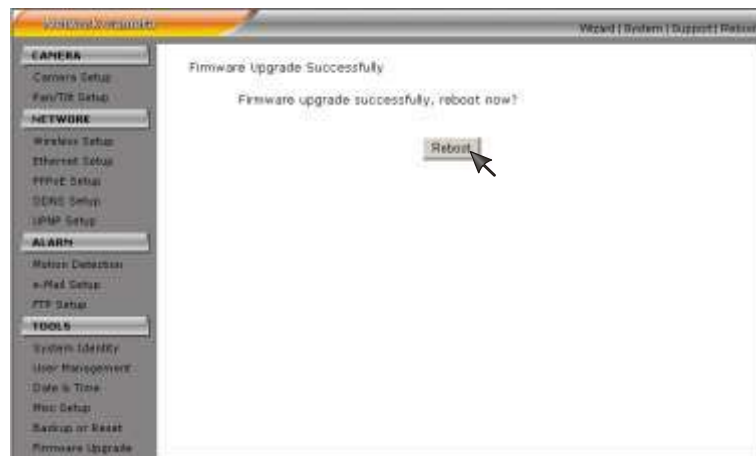 Wizard | System | Support | Reboot
CAMERA
Camera Setup
Pan/Tilt Setup
NETWORK
Wireless Setup
Ethernet Setup
PPPoE Setup
DDNS Setup
UPNP Setup
ALARM
Motion Detection
e-Mail Setup
FTP Setup
TOOLS
System Identity
User Management
Date & Time
Misc Setup
Backup or Reset
Firmware Upgrade
Firmware Upgrade Successfully
Firmware upgrade successfully, reboot now?
Reboot